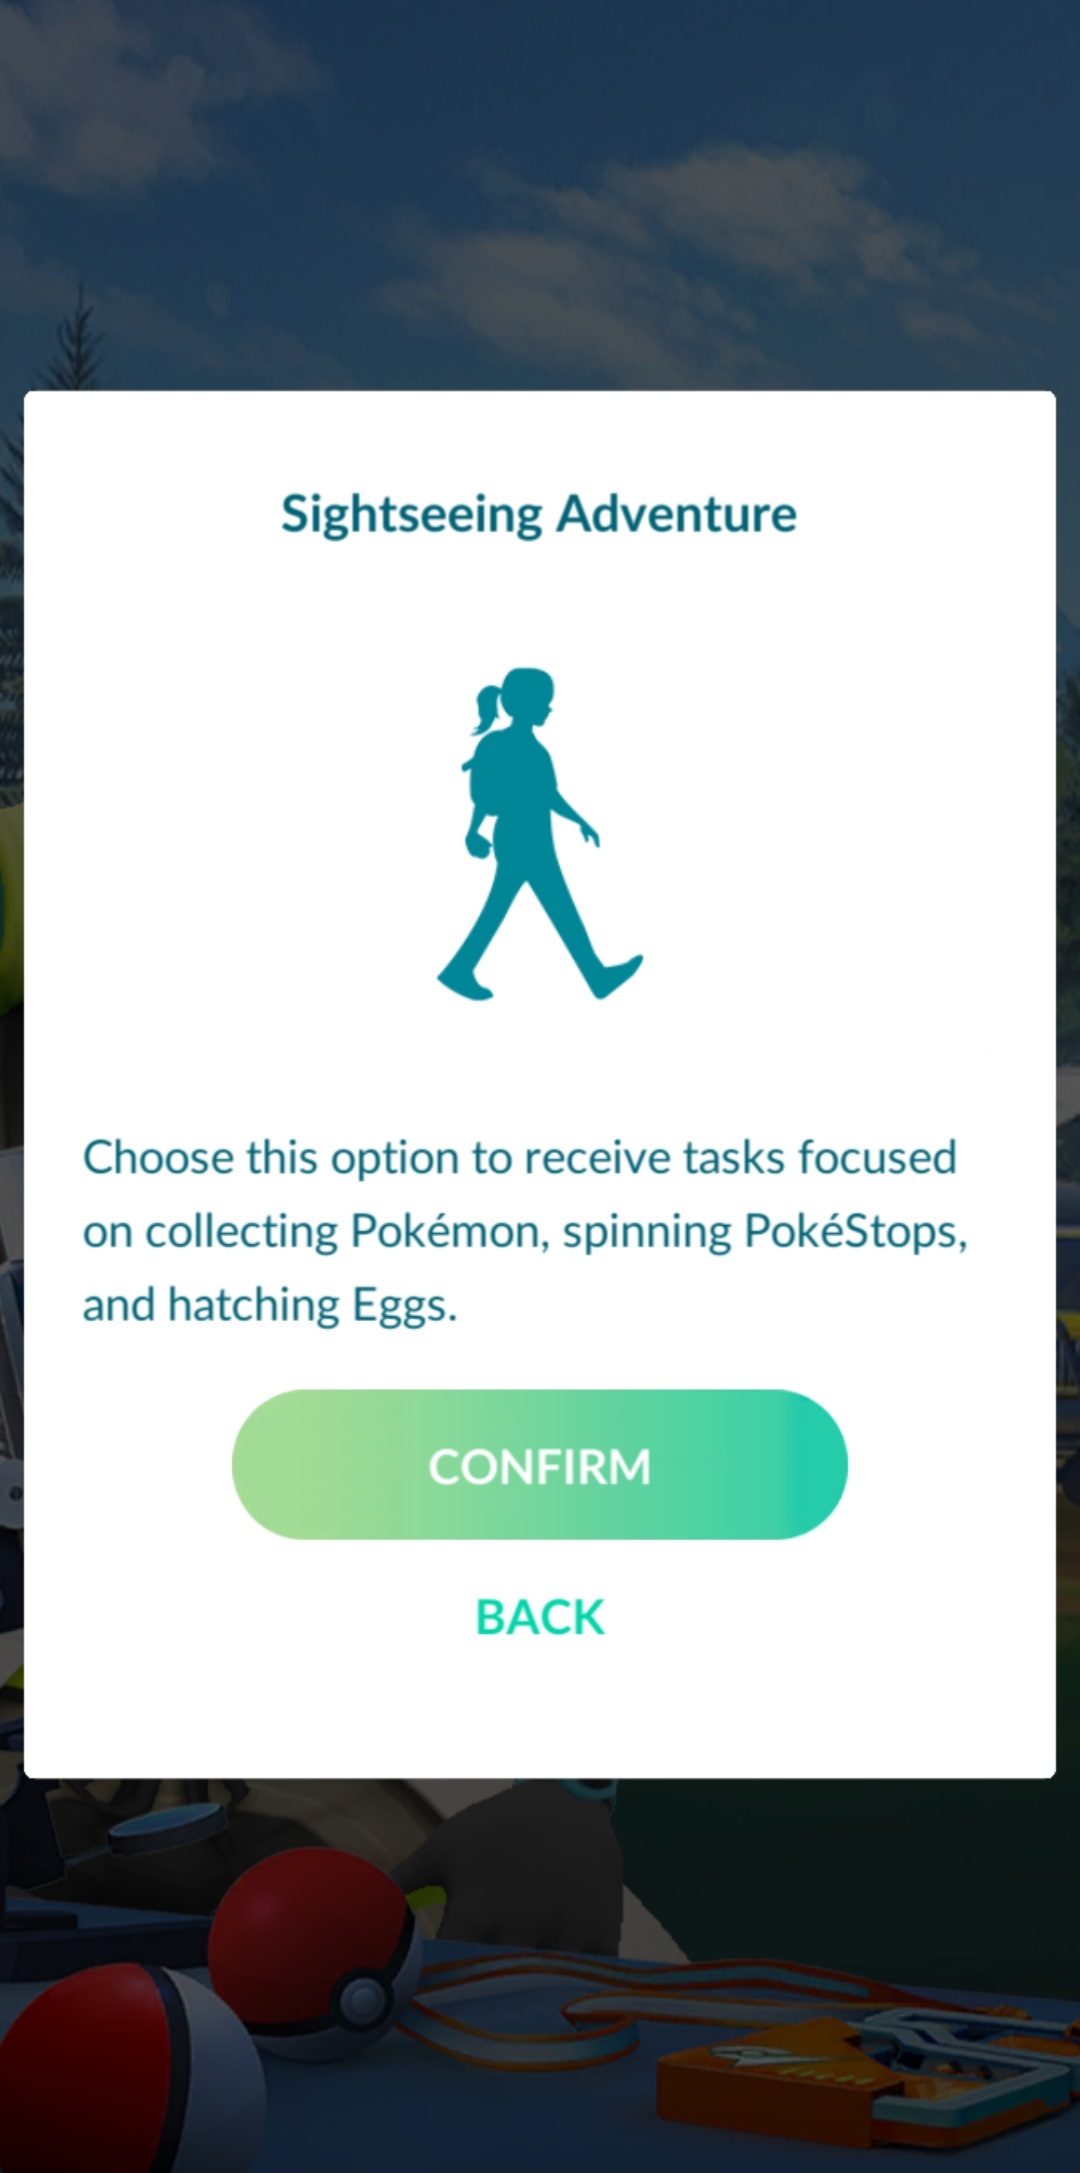 Sightseeing Adventure
Choose this option to receive tasks focused
on collecting Pokémon, spinning PokéStops,
and hatching Eggs.
CONFIRM
BACK